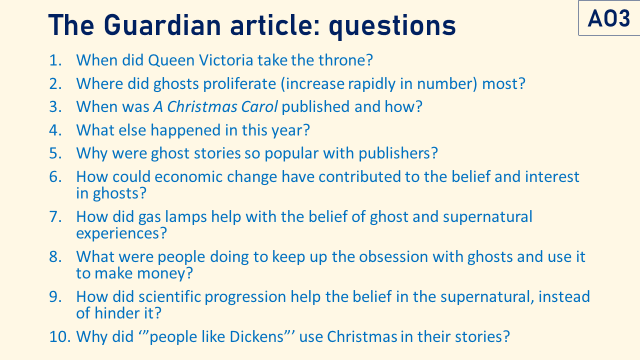 The Guardian article: questions
AO3
1. When did Queen Victoria take the throne?
2. Where did ghosts proliferate (increase rapidly in number) most?
3. When was A Christmas Carol published and how?
4. What else happened in this year?
5. Why were ghost stories so popular with publishers?
6. How could economic change have contributed to the belief and interest
in ghosts?
7. How did gas lamps help with the belief of ghost and supernatural
experiences?
8. What were people doing to keep up the obsession with ghosts and use it
to make money?
9. How did scientific progression help the belief in the supernatural, instead
of hinder it?
10. Why did ‘”people like Dickens”’ use Christmas in their stories?